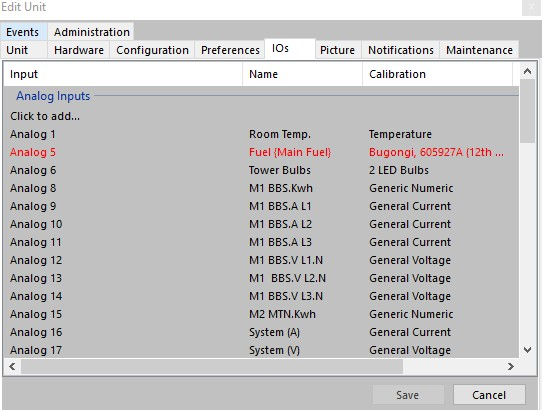 Edit Unit
Events Administration
Unit Hardware Configuration Preferences IOs Picture Notifications Maintenance
Input Name Calibration
Analog Inputs
Click to add...
Analog 1 Room Temp. Temperature
Analog 5 Fuel {Main Fuel} Bugongi, 605927A (12th ...
Analog 6 Tower Bulbs 2 LED Bulbs
Analog 8 M1 BBS.Kwh Generic Numeric
Analog 9 M1 BBS.A L1 General Current
Analog 10 M1 BBS.A L2 General Current
Analog 11 M1 BBS.A L3 General Current
Analog 12 M1 BBS.V L1.N General Voltage
Analog 13 M1  BBS.V L2.N General Voltage
Analog 14 M1 BBS.V L3.N General Voltage
Analog 15 M2 MTN.Kwh Generic Numeric
Analog 16 System (A) General Current
Analog 17 System (V) General Voltage
Save Cancel